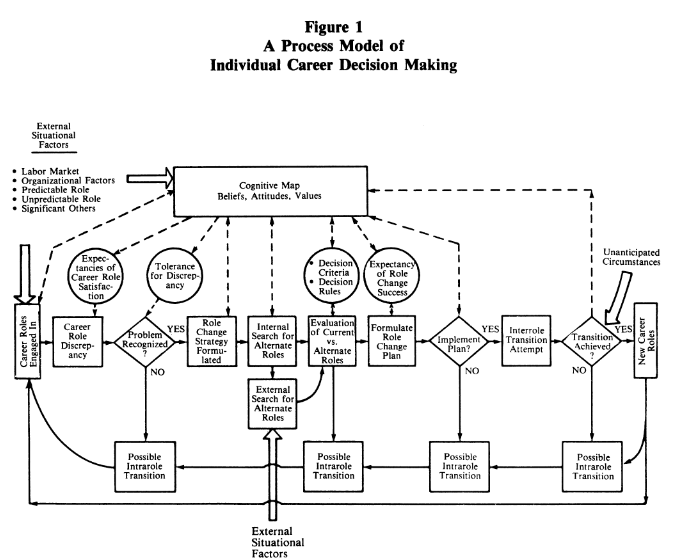 Figure 1
A Process Model of
Individual Career Decision Making
External
Situational
Factors
• Labor Market
• Organizational Factors
• Predictable Role
• Unpredictable Role
• Significant Others
Cognitive Map
Beliefs, Attitudes, Values
Unanticipated
Circumstances
Expec-
tancies of
Career Role
Satisfac-
tion
Tolerance
for Discrep-
ancy
• Decision
Criteria
• Decision
Rules
Expectancy
of Role
Change
Success
Career Roles
Engaged In
Career
Role
Discrep-
ancy
Problem
Recognized
?
YES
NO
Role
Change
Strategy
Formu-
lated
Internal
Search for
Alternate
Roles
Evaluation
of Current
vs.
Alternate
Roles
Formulate
Role
Change
Plan
Implement
Plan?
YES
NO
Interrole
Transition
Attempt
Transition
Achieved
?
YES
NO
New Career
Roles
External
Search for
Alternate
Roles
Possible
Intrarole
Transition
Possible
Intrarole
Transition
Possible
Intrarole
Transition
Possible
Intrarole
Transition
External
Situational
Factors